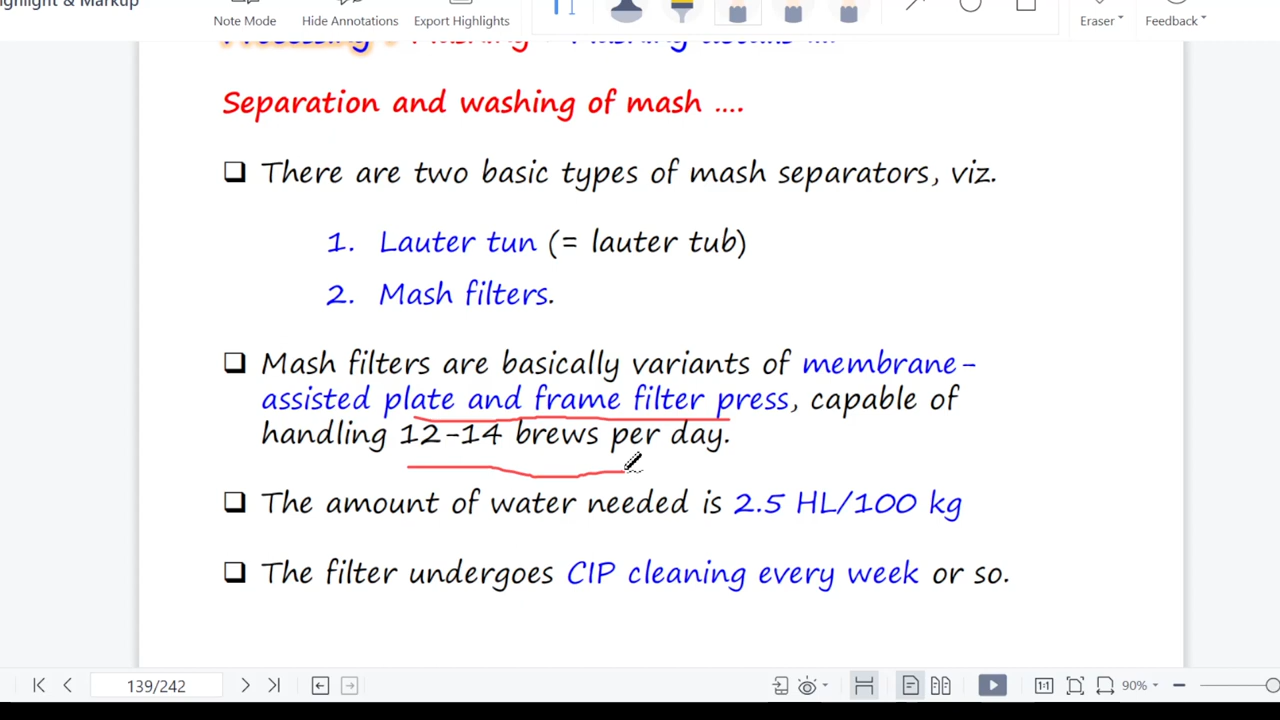 Note Mode
Hide Annotations
Export Highlights
Eraser
Feedback
Separation and washing of mash ....
There are two basic types of mash separators, viz.
1. Lauter tun (= lauter tub)
2. Mash filters.
Mash filters are basically variants of membrane-
assisted plate and frame filter press, capable of
handling 12-14 brews per day.
The amount of water needed is 2.5 HL/100 kg
The filter undergoes CIP cleaning every week or so.
139/242
1:1
90%